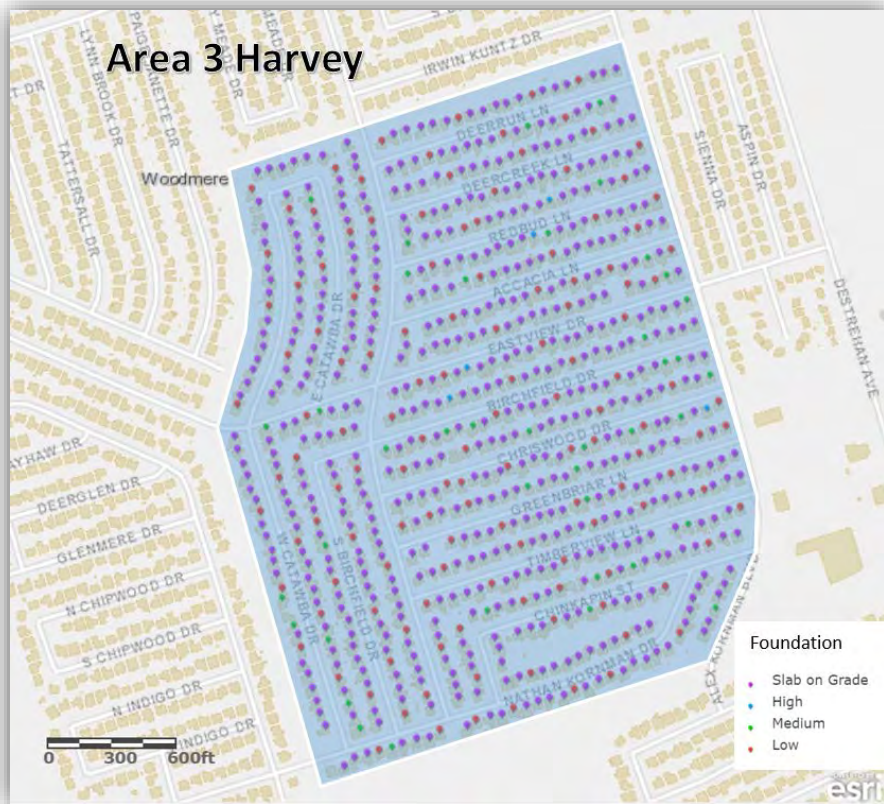 Area 3 Harvey
IRWIN KUNTZ DR
LYNN BROOK DR
TATTERSALL DR
Woodmere
DEERRUN LN
DEERCREEK LN
REDBUD LN
ACCACIA LN
EASTVIEW DR
BIRCHFIELD DR
CHRISWOOD DR
GREENBRIAR LN
TIMBERVIEW LN
CHINKAPIN ST
NATHAN KORNMAN DR
E CATAWBA DR
W CATAWBA DR
S BIRCHFIELD DR
SIENNA DR
ASPIN DR
DESTREHAN AVE
AYHAW DR
DEERGLEN DR
GLENMERE DR
N CHIPWOOD DR
S CHIPWOOD DR
N INDIGO DR
INDIGO DR
ALEX KORNMAN BLVD
Foundation
Slab on Grade
High
Medium
Low
0 300 600ft
esri